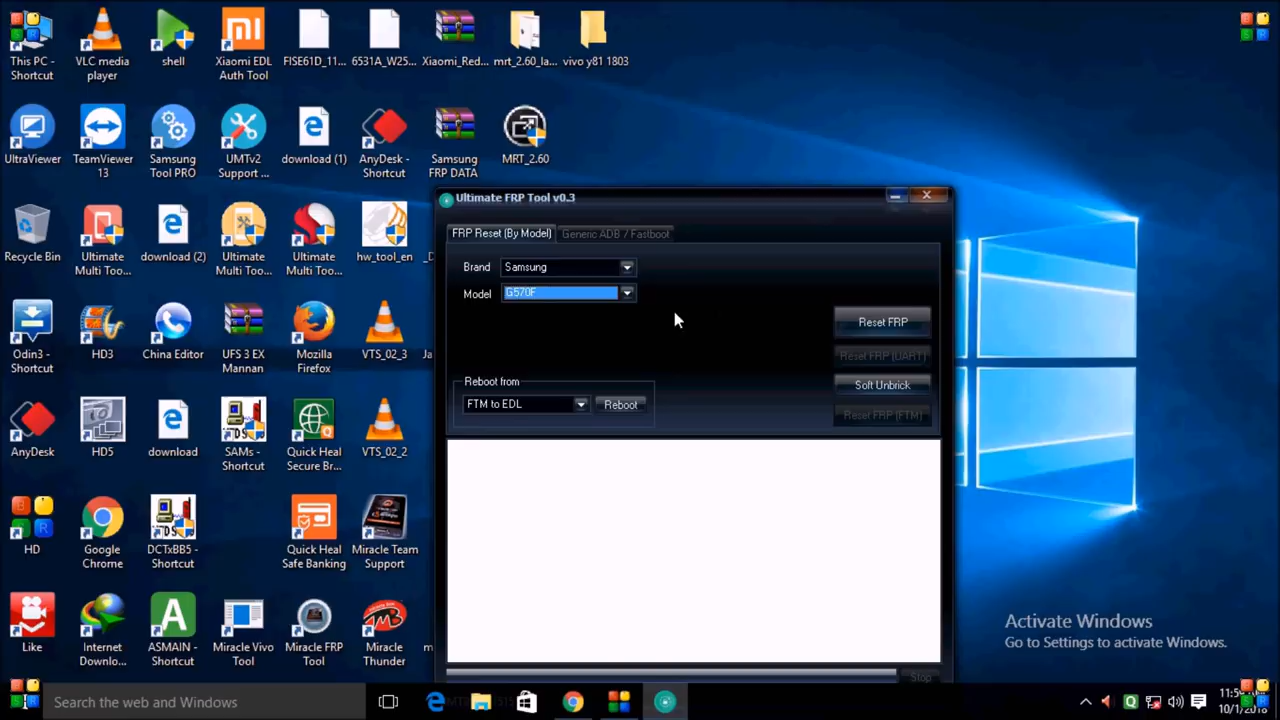 This PC -
Shortcut
VLC media
player
shell
Xiaomi EDL
Auth Tool
FISE61D_11...
6531A_W25...
Xiaomi_Red...
mrt_2.60_la...
vivo y81 1803
UltraViewer
TeamViewer
13
Samsung
Tool PRO
UMTv2
Support ...
download (1)
AnyDesk -
Shortcut
Samsung
FRP DATA
MRT_2.60
Recycle Bin
Ultimate
Multi Too...
download (2)
Ultimate
Multi Too...
Ultimate
Multi Too...
hw_tool_en
Odin3 -
Shortcut
HD3
China Editor
UFS 3 EX
Mannan
Mozilla
Firefox
VTS_02_3
AnyDesk
HD5
download
SAMs -
Shortcut
Quick Heal
Secure Br...
VTS_02_2
HD
Google
Chrome
DCTxBB5 -
Shortcut
Quick Heal
Safe Banking
Miracle Team
Support
Like
Internet
Downlo...
ASMAIN -
Shortcut
Miracle Vivo
Tool
Miracle FRP
Tool
Miracle
Thunder
Ultimate FRP Tool v0.3
FRP Reset (By Model)
Generic ADB / Fastboot
Brand
Samsung
Model
G570F
Reset FRP
Reset FRP (UART)
Soft Unbrick
Reset FRP (FTM)
Reboot from
FTM to EDL
Reboot
Stop
Activate Windows
Go to Settings to activate Windows.
Search the web and Windows
10/1/2018